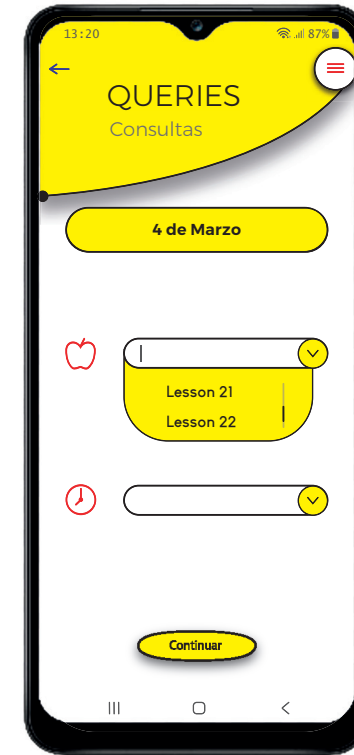 13:20 87%
QUERIES
Consultas
4 de Marzo
Lesson 21
Lesson 22
Continuar